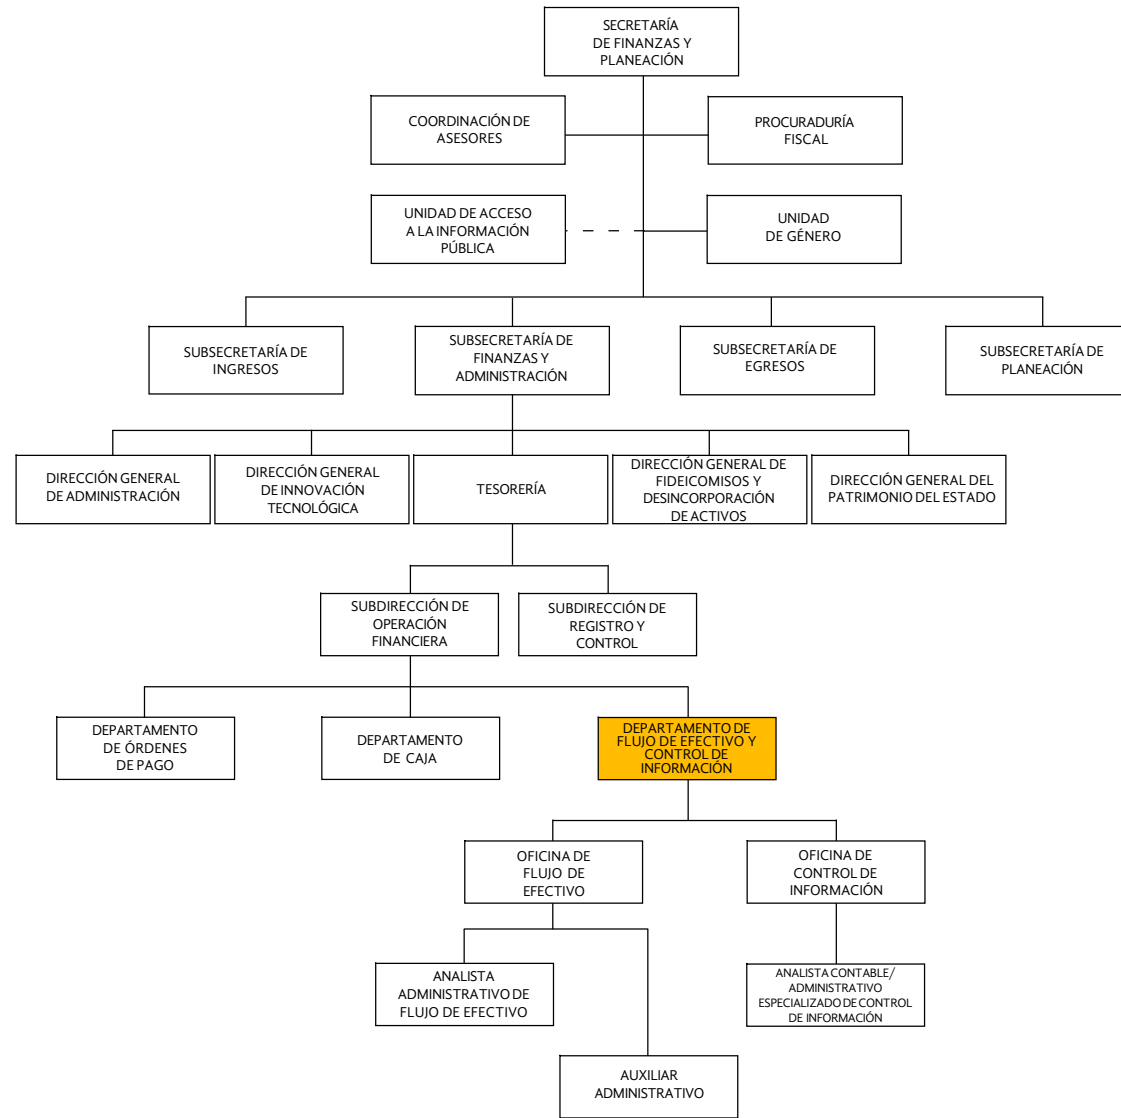 SECRETARÍA
DE FINANZAS Y
PLANEACIÓN
COORDINACIÓN DE
ASESORES
PROCURADURÍA
FISCAL
UNIDAD DE ACCESO
A LA INFORMACIÓN
PÚBLICA
UNIDAD
DE GÉNERO
SUBSECRETARÍA DE
INGRESOS
SUBSECRETARÍA DE
FINANZAS Y
ADMINISTRACIÓN
SUBSECRETARÍA DE
EGRESOS
SUBSECRETARÍA DE
PLANEACIÓN
DIRECCIÓN GENERAL
DE ADMINISTRACIÓN
DIRECCIÓN GENERAL
DE INNOVACIÓN
TECNOLÓGICA
TESORERÍA
DIRECCIÓN GENERAL DE
FIDEICOMISOS Y
DESINCORPORACIÓN
DE ACTIVOS
DIRECCIÓN GENERAL DEL
PATRIMONIO DEL ESTADO
SUBDIRECCIÓN DE
OPERACIÓN
FINANCIERA
SUBDIRECCIÓN DE
REGISTRO Y
CONTROL
DEPARTAMENTO
DE ÓRDENES
DE PAGO
DEPARTAMENTO
DE CAJA
DEPARTAMENTO DE
FLUJO DE EFECTIVO Y
CONTROL DE
INFORMACIÓN
OFICINA DE
FLUJO DE
EFECTIVO
OFICINA DE
CONTROL DE
INFORMACIÓN
ANALISTA
ADMINISTRATIVO DE
FLUJO DE EFECTIVO
ANALISTA CONTABLE/
ADMINISTRATIVO
ESPECIALIZADO DE CONTROL
DE INFORMACIÓN
AUXILIAR
ADMINISTRATIVO